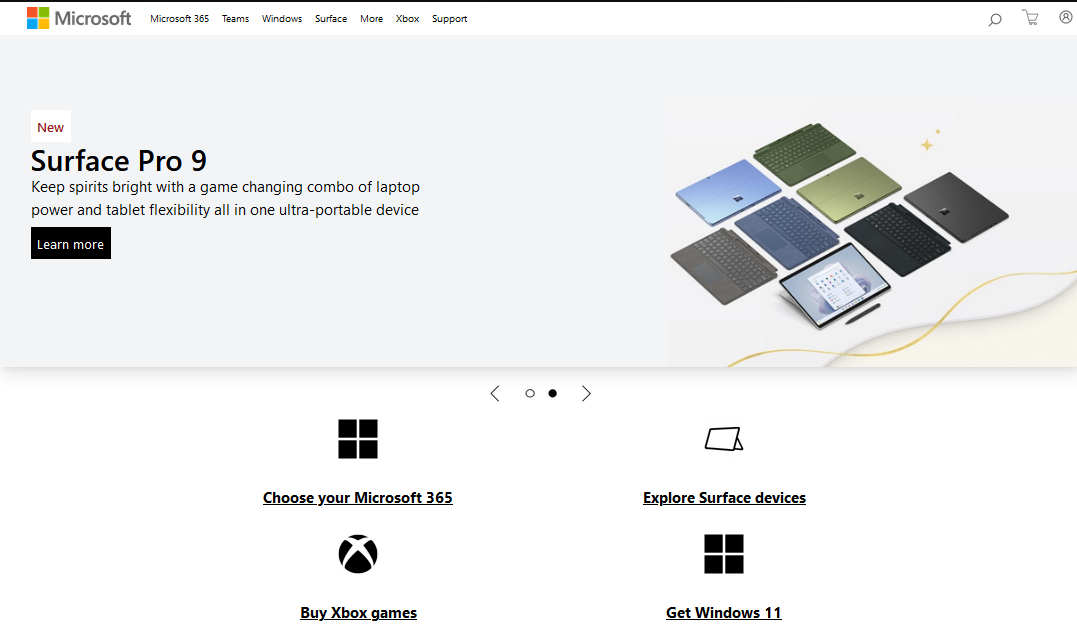 Microsoft
Microsoft 365 Teams Windows Surface More Xbox Support
New
Surface Pro 9
Keep spirits bright with a game changing combo of laptop
power and tablet flexibility all in one ultra-portable device
Learn more
Choose your Microsoft 365
Explore Surface devices
Buy Xbox games
Get Windows 11